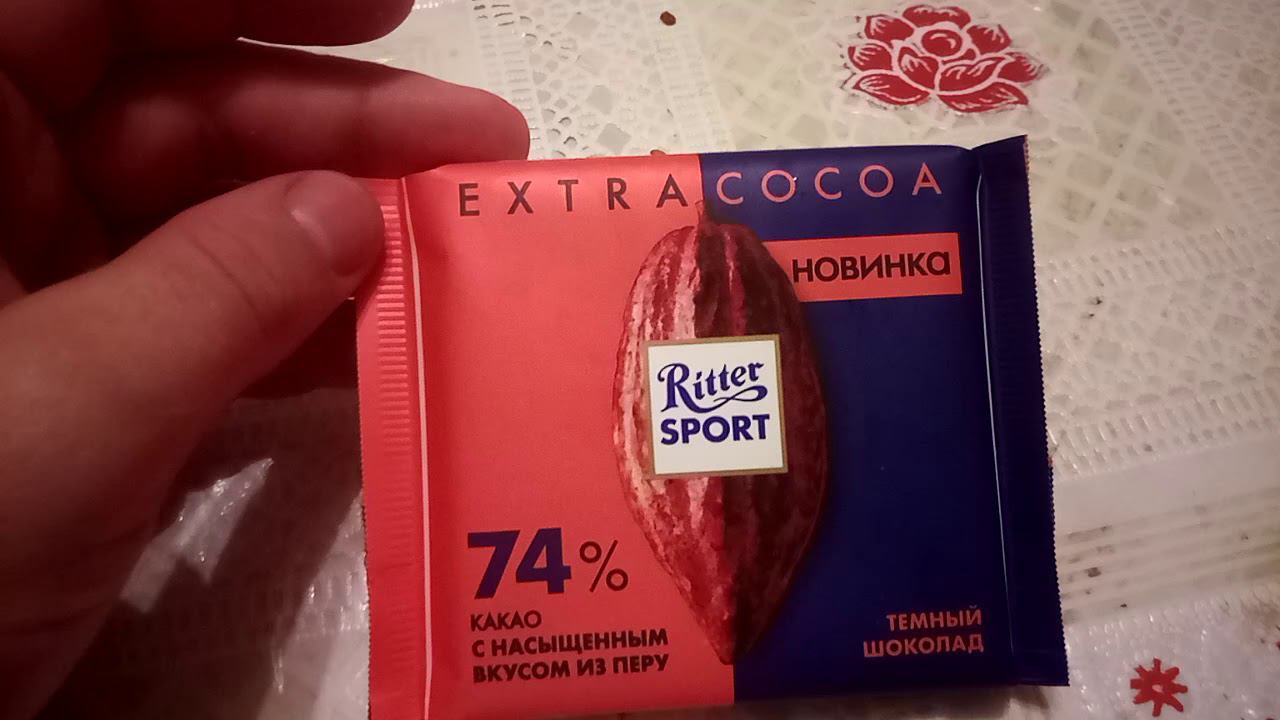 EXTRA COCOA
НОВИНКА
Ritter
SPORT
74%
КАКАО
С НАСЫЩЕННЫМ
ВКУСОМ ИЗ ПЕРУ
ТЕМНЫЙ
ШОКОЛАД